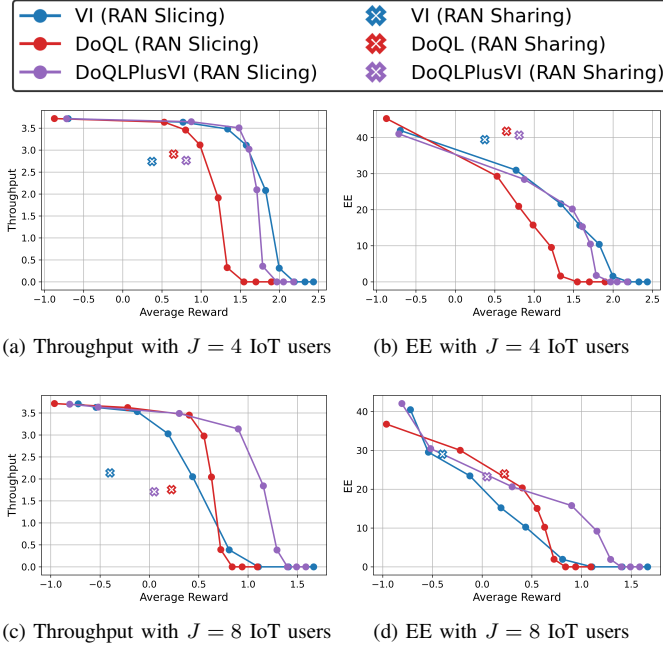 VI (RAN Slicing) VI (RAN Sharing)
DoQL (RAN Slicing) DoQL (RAN Sharing)
DoQLPlusVI (RAN Slicing) DoQLPlusVI (RAN Sharing)
Throughput
3.5
3.0
2.5
2.0
1.5
1.0
0.5
0.0
−1.0 −0.5 0.0 0.5 1.0 1.5 2.0 2.5
Average Reward
EE
40
30
20
10
0
−1.0 −0.5 0.0 0.5 1.0 1.5 2.0 2.5
Average Reward
(a) Throughput with J = 4 IoT users
(b) EE with J = 4 IoT users
Throughput
3.5
3.0
2.5
2.0
1.5
1.0
0.5
0.0
−1.0 −0.5 0.0 0.5 1.0 1.5
Average Reward
EE
40
30
20
10
0
−1.0 −0.5 0.0 0.5 1.0 1.5
Average Reward
(c) Throughput with J = 8 IoT users
(d) EE with J = 8 IoT users